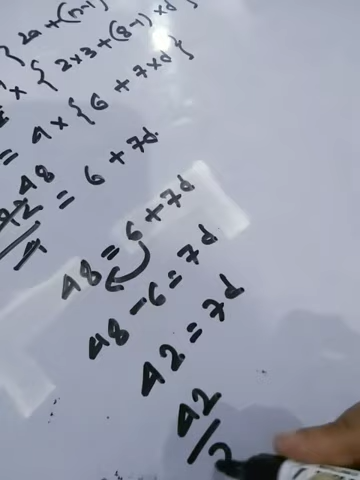 } 2a + (n-1)
× { 2×3 + (8-1) × d }
= 4 × { 6 + 7 × d }
48 = 6 + 7d
48 = 6 + 7d
48 - 6 = 7d
42 = 7d
42